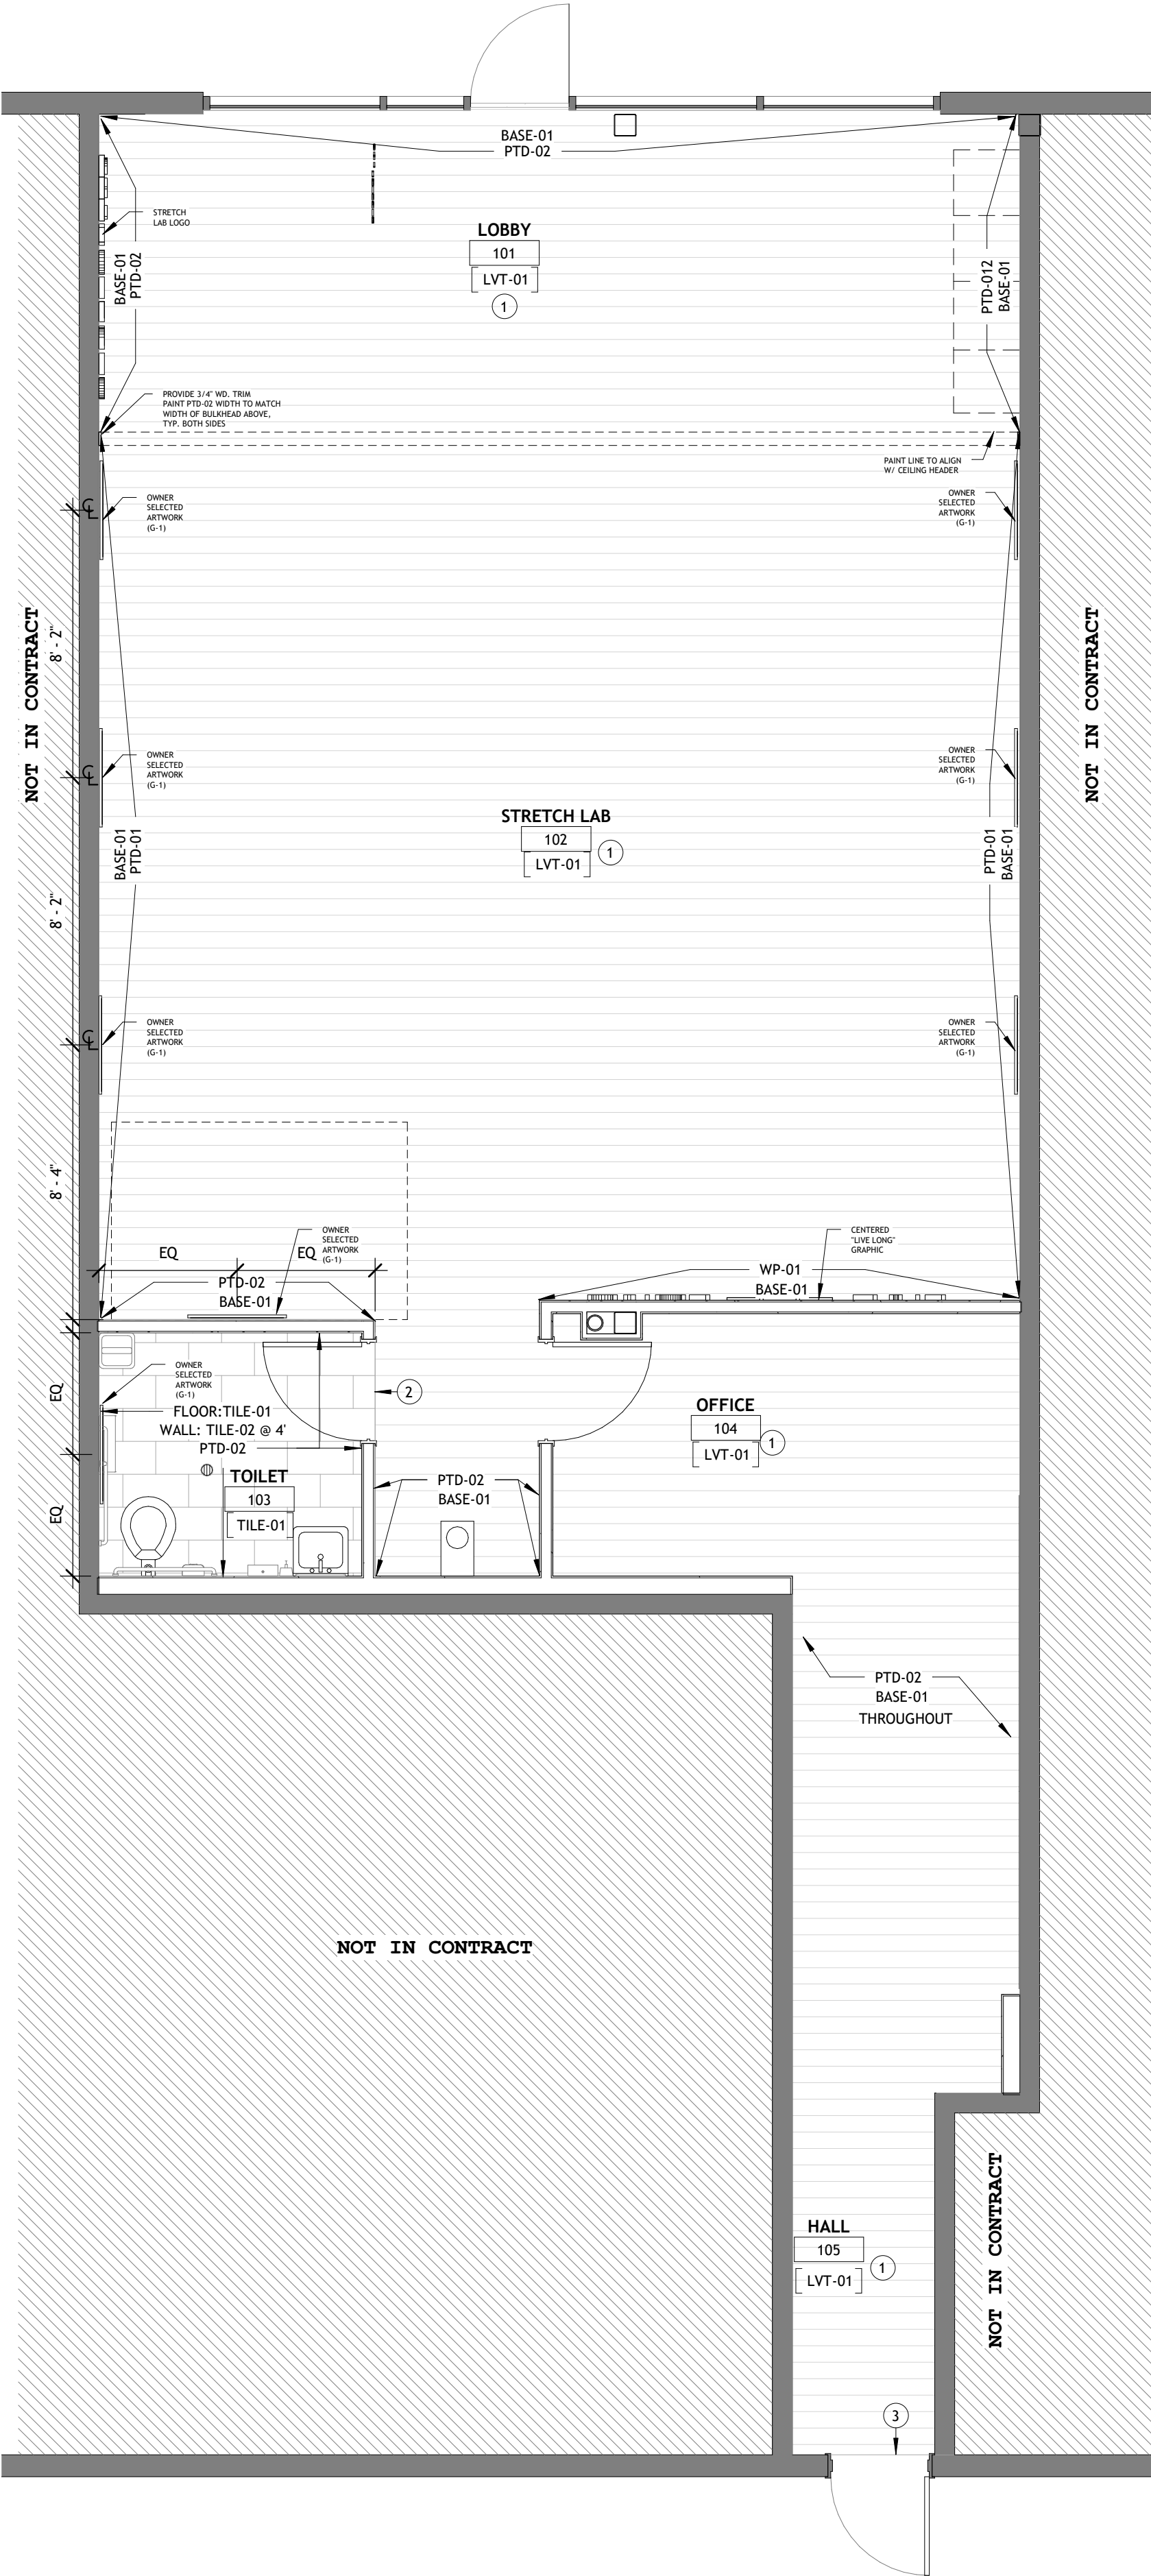 BASE-01
PTD-02
STRETCH
LAB LOGO
BASE-01
PTD-02
LOBBY
101
LVT-01
1
PTD-012
BASE-01
PROVIDE 3/4" WD. TRIM
PAINT PTD-02 WIDTH TO MATCH
WIDTH OF BULKHEAD ABOVE,
TYP. BOTH SIDES
PAINT LINE TO ALIGN
W/ CEILING HEADER
OWNER
SELECTED
ARTWORK
(G-1)
OWNER
SELECTED
ARTWORK
(G-1)
NOT IN CONTRACT
8' - 2"
NOT IN CONTRACT
OWNER
SELECTED
ARTWORK
(G-1)
OWNER
SELECTED
ARTWORK
(G-1)
STRETCH LAB
102
LVT-01
1
BASE-01
PTD-01
PTD-01
BASE-01
8' - 2"
OWNER
SELECTED
ARTWORK
(G-1)
OWNER
SELECTED
ARTWORK
(G-1)
8' - 4"
EQ
EQ
OWNER
SELECTED
ARTWORK
(G-1)
PTD-02
BASE-01
CENTERED
"LIVE LONG"
GRAPHIC
WP-01
BASE-01
OWNER
SELECTED
ARTWORK
(G-1)
EQ
2
FLOOR:TILE-01
WALL: TILE-02 @ 4'
PTD-02
OFFICE
104
LVT-01
1
TOILET
103
TILE-01
EQ
PTD-02
BASE-01
PTD-02
BASE-01
THROUGHOUT
NOT IN CONTRACT
NOT IN CONTRACT
HALL
105
LVT-01
1
3